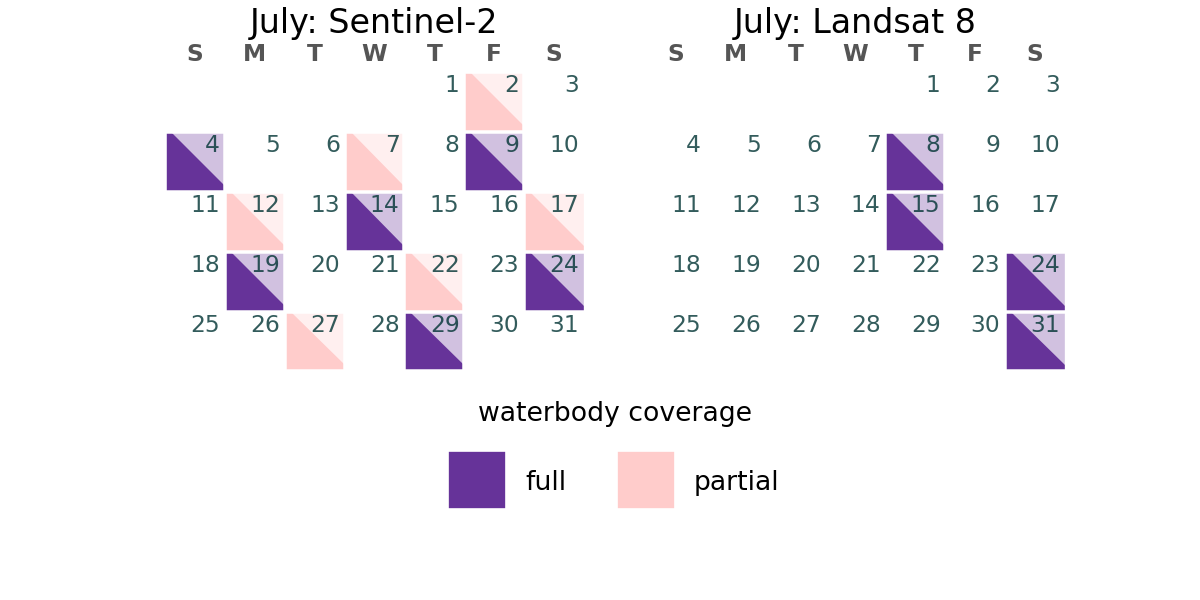 July: Sentinel-2
S M T W T F S
1 2 3
4 5 6 7 8 9 10
11 12 13 14 15 16 17
18 19 20 21 22 23 24
25 26 27 28 29 30 31
July: Landsat 8
S M T W T F S
1 2 3
4 5 6 7 8 9 10
11 12 13 14 15 16 17
18 19 20 21 22 23 24
25 26 27 28 29 30 31
waterbody coverage
full
partial